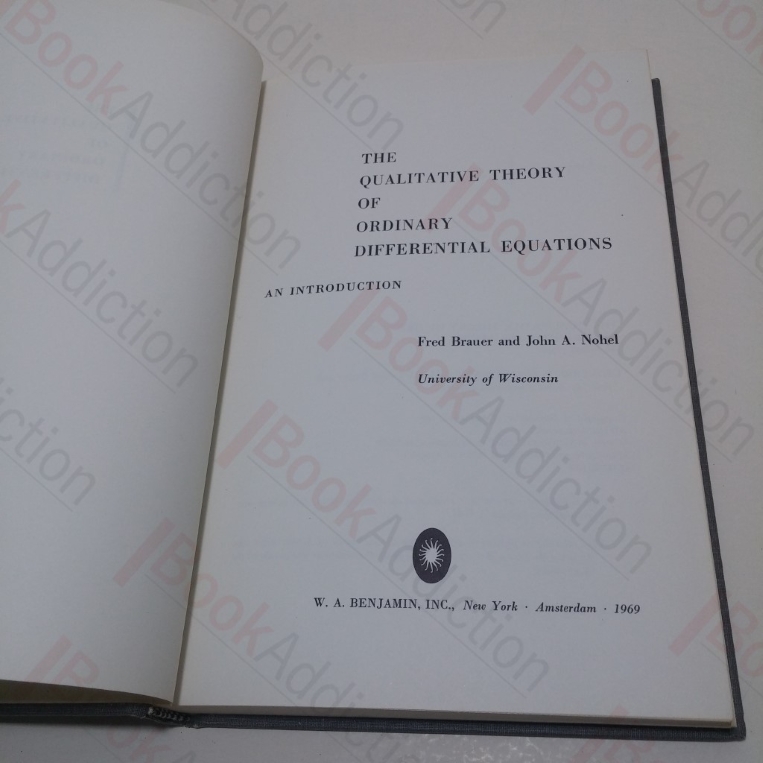 THE
QUALITATIVE THEORY
OF
ORDINARY
DIFFERENTIAL EQUATIONS
AN INTRODUCTION
Fred Brauer and John A. Nohel
University of Wisconsin
W. A. BENJAMIN, INC., New York · Amsterdam · 1969
BookAddiction